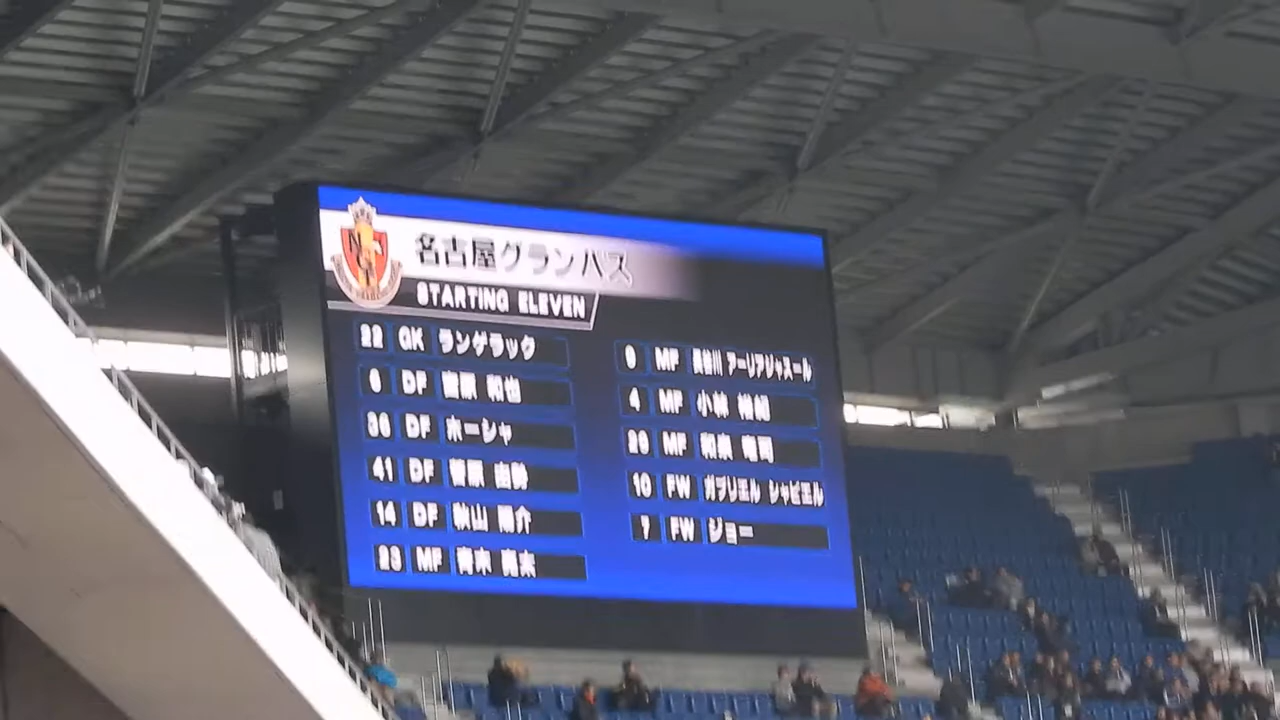 名古屋グランパス
STARTING ELEVEN
22 GK ランゲラック
6 DF 宮原 和也
36 DF ホーシャ
41 DF 菅原 由勢
14 DF 秋山 陽介
23 MF 青木 亮太
9 MF 長谷川 アーリアジャスール
4 MF 小林 裕紀
29 MF 和泉 竜司
10 FW ガブリエル シャビエル
7 FW ジョー